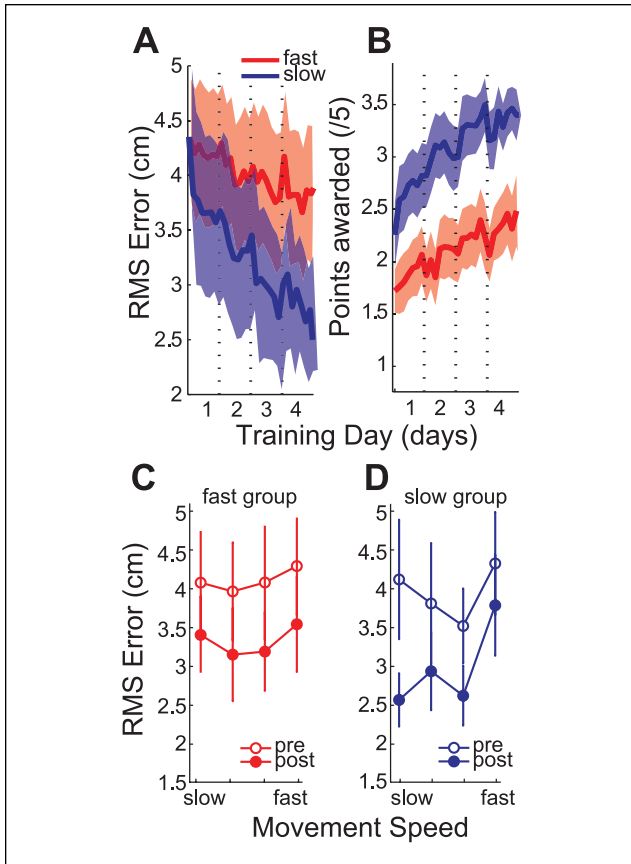 A
B
fast
slow
5
4.5
4
3.5
3
2.5
2
RMS Error (cm)
3.5
3
2.5
2
1.5
1
Points awarded (/5)
1 2 3 4
1 2 3 4
Training Day (days)
C
D
fast group
slow group
5
4.5
4
3.5
3
2.5
2
1.5
RMS Error (cm)
5
4.5
4
3.5
3
2.5
2
1.5
pre
post
pre
post
slow fast
slow fast
Movement Speed